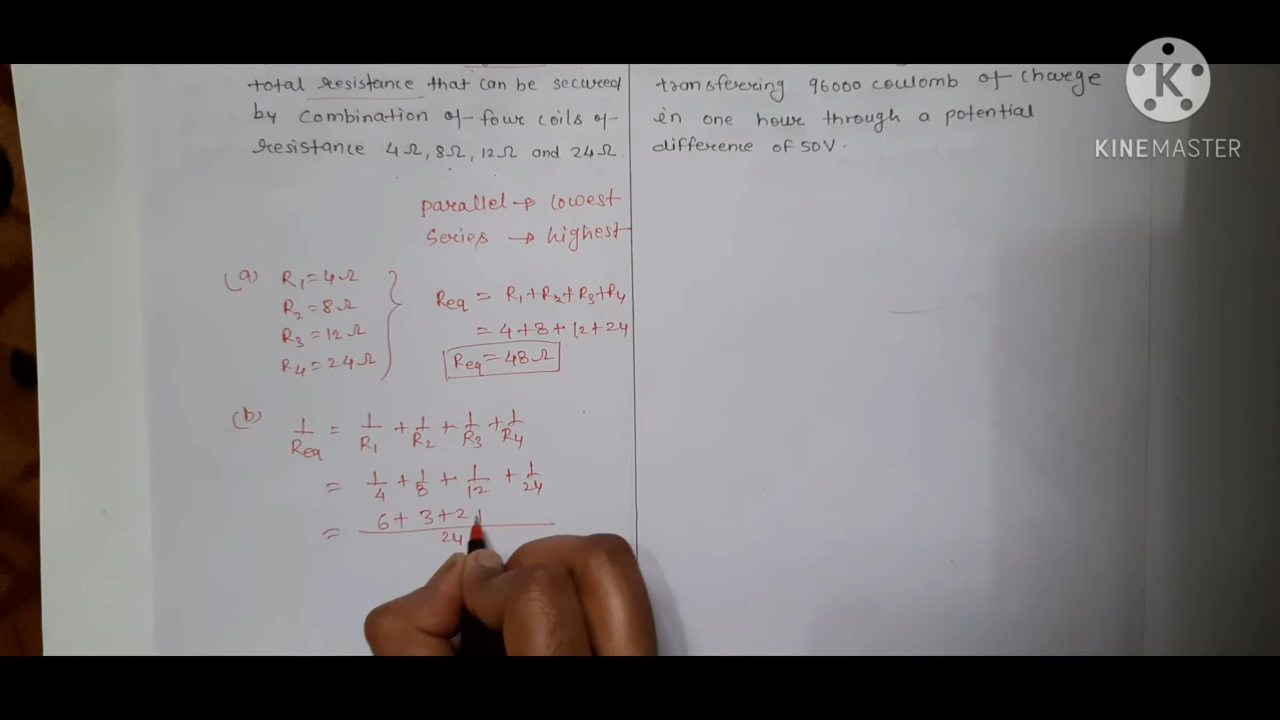 total resistance that can be secured
by combination of four coils of
resistance 4Ω, 8Ω, 12Ω and 24Ω.
parallel → lowest
Series → highest
(a) R₁=4Ω
R₂=8Ω
R₃=12Ω
R₄=24Ω
Req = R₁+R₂+R₃+R₄
= 4+8+12+24
Req=48Ω
(b) 1/Req = 1/R₁ + 1/R₂ + 1/R₃ + 1/R₄
= 1/4 + 1/8 + 1/12 + 1/24
= 6+3+2 / 24
transferring 96000 coulomb of charge
in one hour through a potential
difference of 50V.
K
KINEMASTER